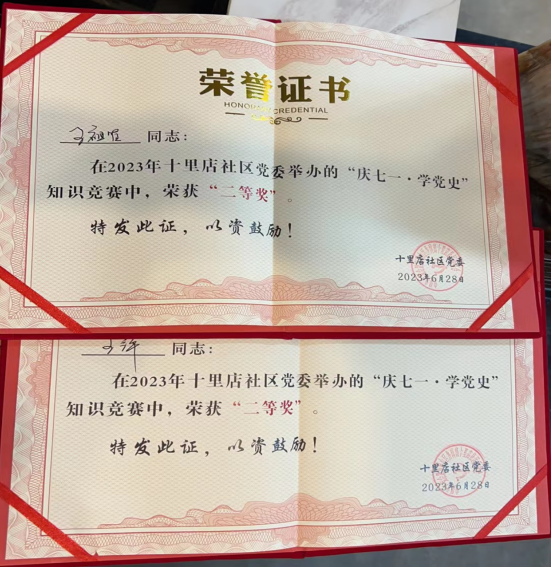 荣誉证书
HONORARY CREDENTIAL
王祖恒 同志：
在2023年十里店社区党委举办的“庆七一·学党史”
知识竞赛中，荣获“二等奖”。
特发此证，以资鼓励！
十里店社区党委
2023年6月28日
同志：
在2023年十里店社区党委举办的“庆七一·学党史”
知识竞赛中，荣获“二等奖”。
特发此证，以资鼓励！
十里店社区党委
2023年6月28日